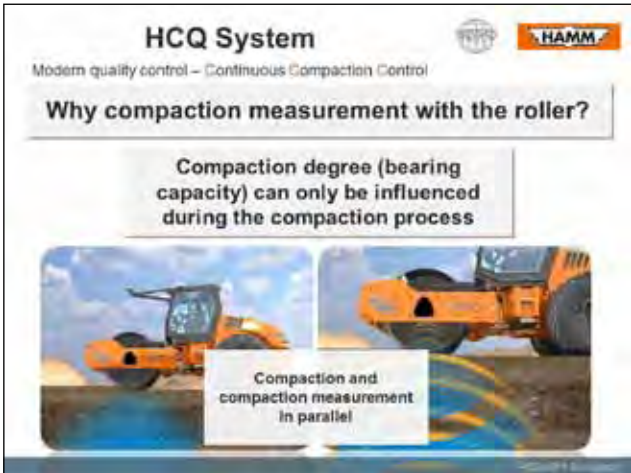 HCQ System
HAMM
Modern quality control – Continuous Compaction Control
Why compaction measurement with the roller?
Compaction degree (bearing
capacity) can only be influenced
during the compaction process
Compaction and
compaction measurement
in parallel